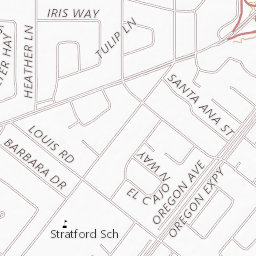 IRIS WAY
TULIP LN
HEATHER LN
SANTA ANA ST
LOUIS RD
BARBARA DR
N WAY
EL CAJO
OREGON AVE
OREGON EXPY
Stratford Sch